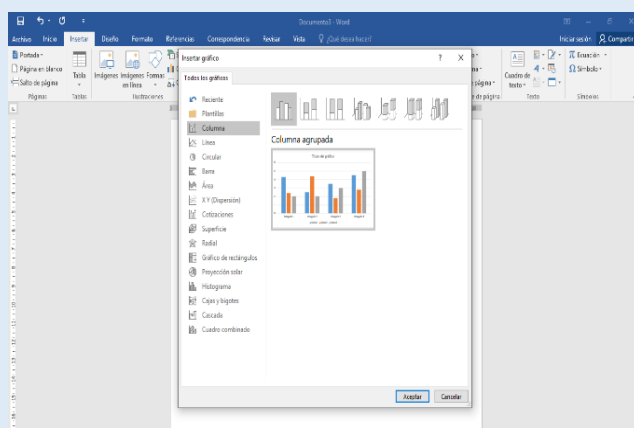 Documento3 - Word
Archivo Inicio Insertar Diseño Formato Referencias Correspondencia Revisar Vista ¿Qué desea hacer? Iniciar sesión Compartir
Portada
Página en blanco
Salto de página
Páginas
Tabla
Tablas
Imágenes Imágenes en línea Formas
Ilustraciones
Cuadro de texto
Texto
Ecuación
Símbolo
Símbolos
Insertar gráfico ? X
Todos los gráficos
Reciente
Plantillas
Columna
Línea
Circular
Barra
Área
X Y (Dispersión)
Cotizaciones
Superficie
Radial
Gráfico de rectángulos
Proyección solar
Histograma
Cajas y bigotes
Cascada
Cuadro combinado
Columna agrupada
Título del gráfico
Aceptar Cancelar